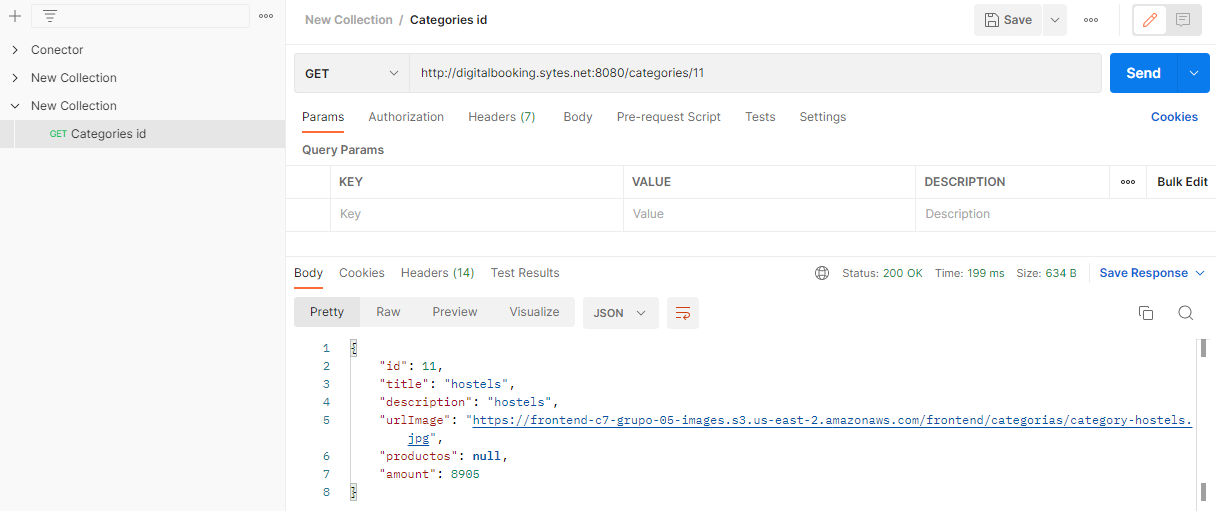 New Collection / Categories id
Save
Conector
New Collection
New Collection
GET Categories id
GET
http://digitalbooking.sytes.net:8080/categories/11
Send
Params Authorization Headers (7) Body Pre-request Script Tests Settings Cookies
Query Params
KEY VALUE DESCRIPTION Bulk Edit
Key Value Description
Body Cookies Headers (14) Test Results Status: 200 OK Time: 199 ms Size: 634 B Save Response
Pretty Raw Preview Visualize JSON
1 {
2 "id": 11,
3 "title": "hostels",
4 "description": "hostels",
5 "urlImage": "https://frontend-c7-grupo-05-images.s3.us-east-2.amazonaws.com/frontend/categorias/category-hostels.
jpg",
6 "productos": null,
7 "amount": 8905
8 }